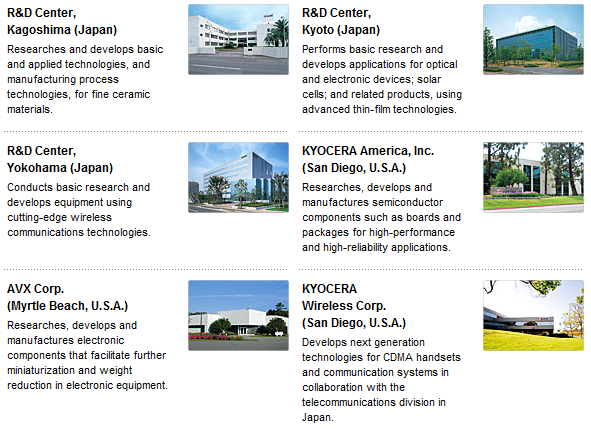 R&D Center,
Kagoshima (Japan)
Researches and develops basic
and applied technologies, and
manufacturing process
technologies, for fine ceramic
materials.
R&D Center,
Kyoto (Japan)
Performs basic research and
develops applications for optical
and electronic devices; solar
cells; and related products, using
advanced thin-film technologies.
R&D Center,
Yokohama (Japan)
Conducts basic research and
develops equipment using
cutting-edge wireless
communications technologies.
KYOCERA America, Inc.
(San Diego, U.S.A.)
Researches, develops and
manufactures semiconductor
components such as boards and
packages for high-performance
and high-reliability applications.
AVX Corp.
(Myrtle Beach, U.S.A.)
Researches, develops and
manufactures electronic
components that facilitate further
miniaturization and weight
reduction in electronic equipment.
KYOCERA
Wireless Corp.
(San Diego, U.S.A.)
Develops next generation
technologies for CDMA handsets
and communication systems in
collaboration with the
telecommunications division in
Japan.